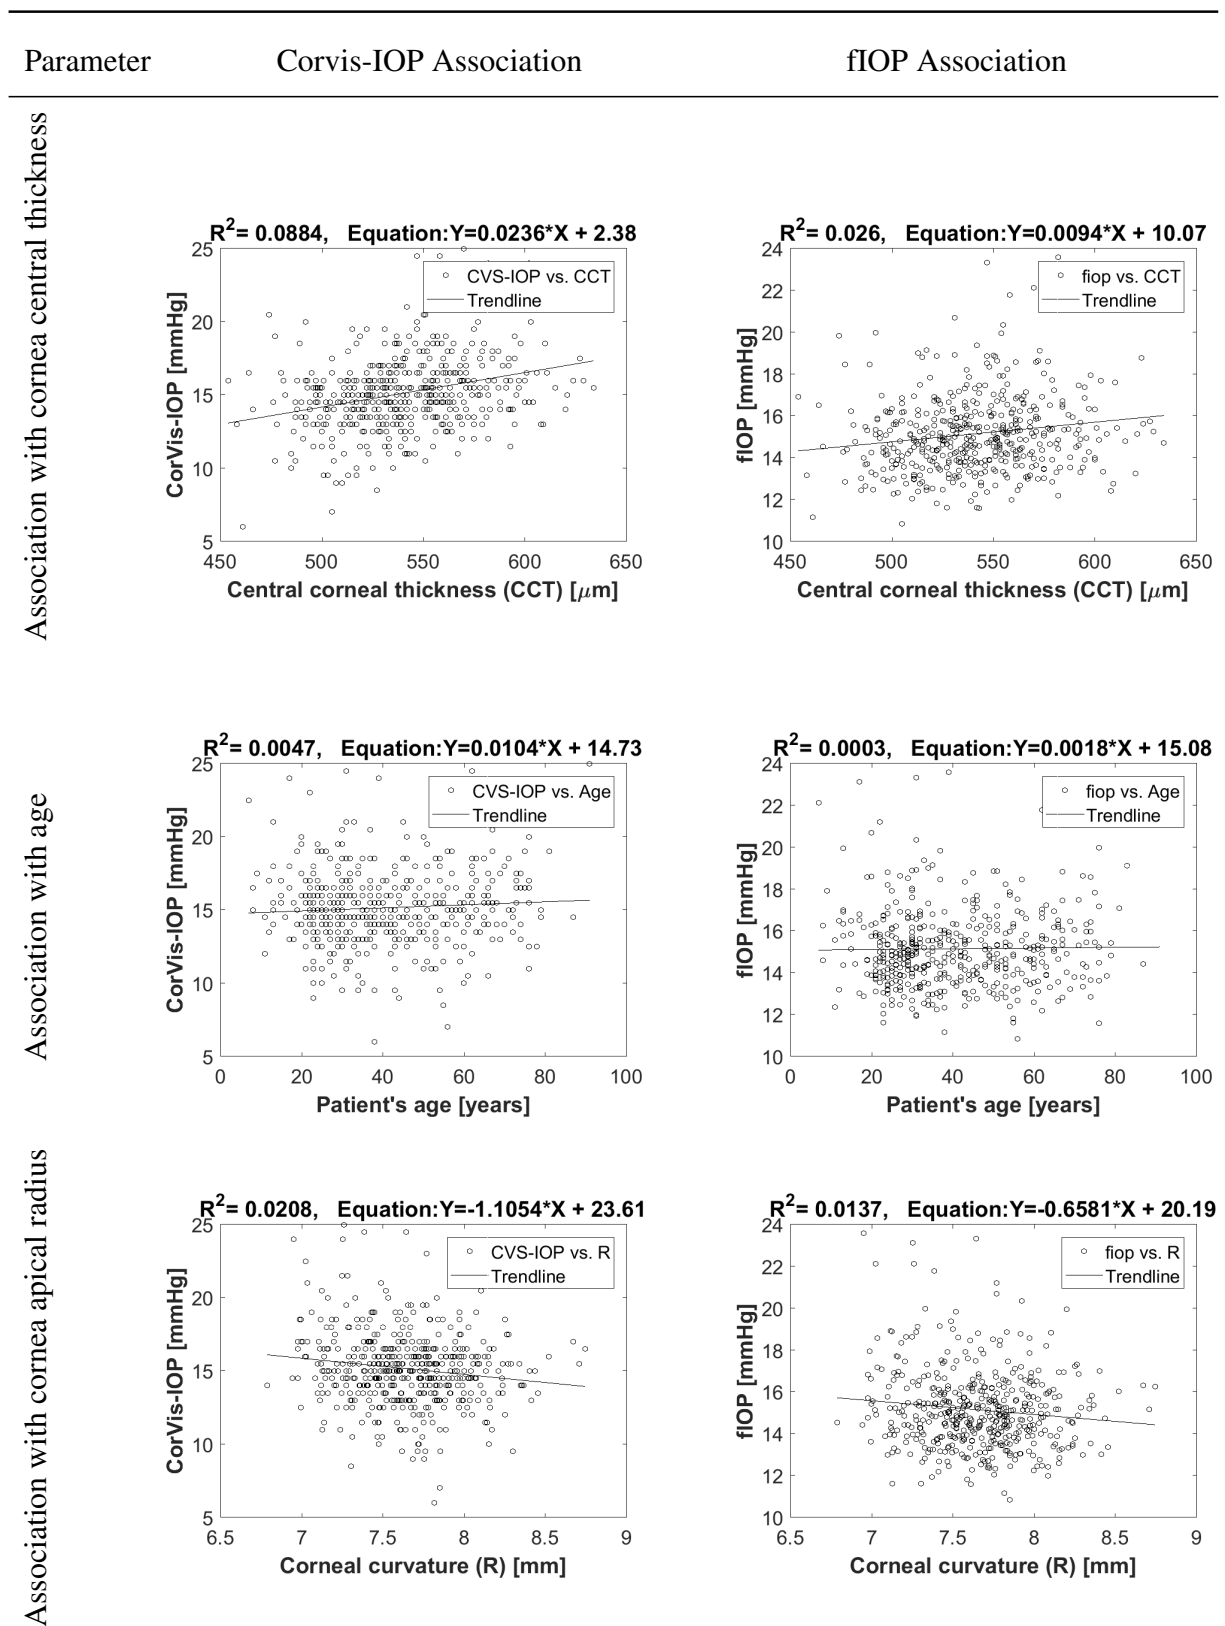 Parameter Corvis-IOP Association fIOP Association
Association with cornea central thickness
R2= 0.0884, Equation:Y=0.0236*X + 2.38
CVS-IOP vs. CCT
Trendline
CorVis-IOP [mmHg]
25
20
15
10
5
450 500 550 600 650
Central corneal thickness (CCT) [μm]
R2= 0.026, Equation:Y=0.0094*X + 10.07
fiop vs. CCT
Trendline
fIOP [mmHg]
24
22
20
18
16
14
12
10
450 500 550 600 650
Central corneal thickness (CCT) [μm]
Association with age
R2= 0.0047, Equation:Y=0.0104*X + 14.73
CVS-IOP vs. Age
Trendline
CorVis-IOP [mmHg]
25
20
15
10
5
0 20 40 60 80 100
Patient's age [years]
R2= 0.0003, Equation:Y=0.0018*X + 15.08
fiop vs. Age
Trendline
fIOP [mmHg]
24
22
20
18
16
14
12
10
0 20 40 60 80 100
Patient's age [years]
Association with cornea apical radius
R2= 0.0208, Equation:Y=-1.1054*X + 23.61
CVS-IOP vs. R
Trendline
CorVis-IOP [mmHg]
25
20
15
10
5
6.5 7 7.5 8 8.5 9
Corneal curvature (R) [mm]
R2= 0.0137, Equation:Y=-0.6581*X + 20.19
fiop vs. R
Trendline
fIOP [mmHg]
24
22
20
18
16
14
12
10
6.5 7 7.5 8 8.5 9
Corneal curvature (R) [mm]